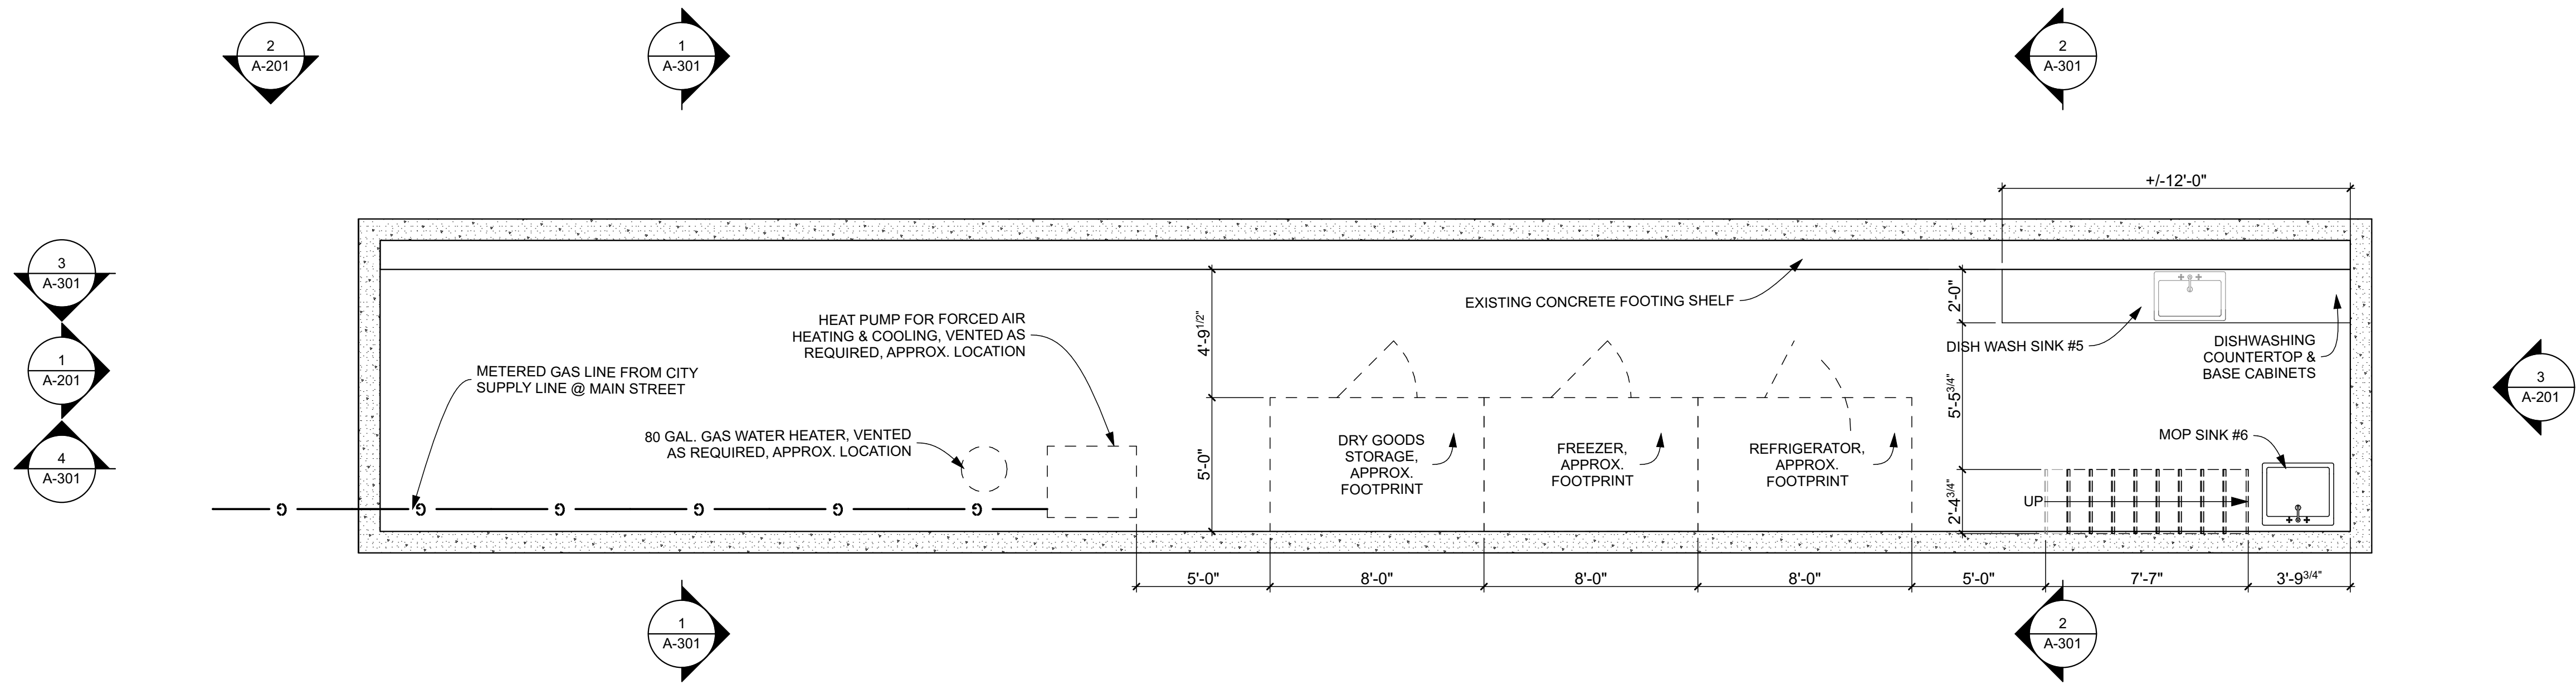 2
A-201
1
A-301
2
A-301
+/-12'-0"
3
A-301
1
A-201
4
A-301
3
A-201
EXISTING CONCRETE FOOTING SHELF
HEAT PUMP FOR FORCED AIR
HEATING & COOLING, VENTED AS
REQUIRED, APPROX. LOCATION
METERED GAS LINE FROM CITY
SUPPLY LINE @ MAIN STREET
80 GAL. GAS WATER HEATER, VENTED
AS REQUIRED, APPROX. LOCATION
4'-9 1/2"
5'-0"
DRY GOODS
STORAGE,
APPROX.
FOOTPRINT
FREEZER,
APPROX.
FOOTPRINT
REFRIGERATOR,
APPROX.
FOOTPRINT
2'-0"
5'-5 3/4"
2'-4 3/4"
DISH WASH SINK #5
DISHWASHING
COUNTERTOP &
BASE CABINETS
MOP SINK #6
UP
G G G G G G
5'-0" 8'-0" 8'-0" 8'-0" 5'-0" 7'-7" 3'-9 3/4"
1
A-301
2
A-301